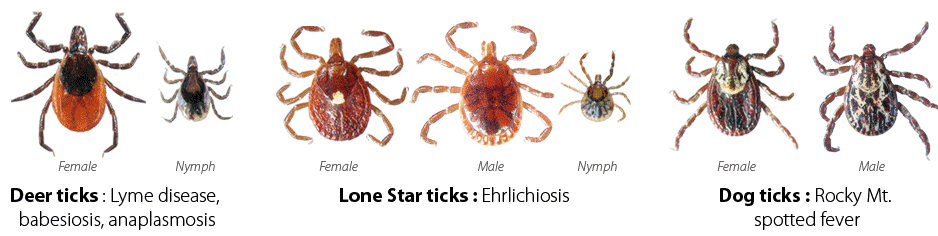 Female Nymph Female Male Nymph Female Male
Deer ticks : Lyme disease,
babesiosis, anaplasmosis
Lone Star ticks : Ehrlichiosis
Dog ticks : Rocky Mt.
spotted fever